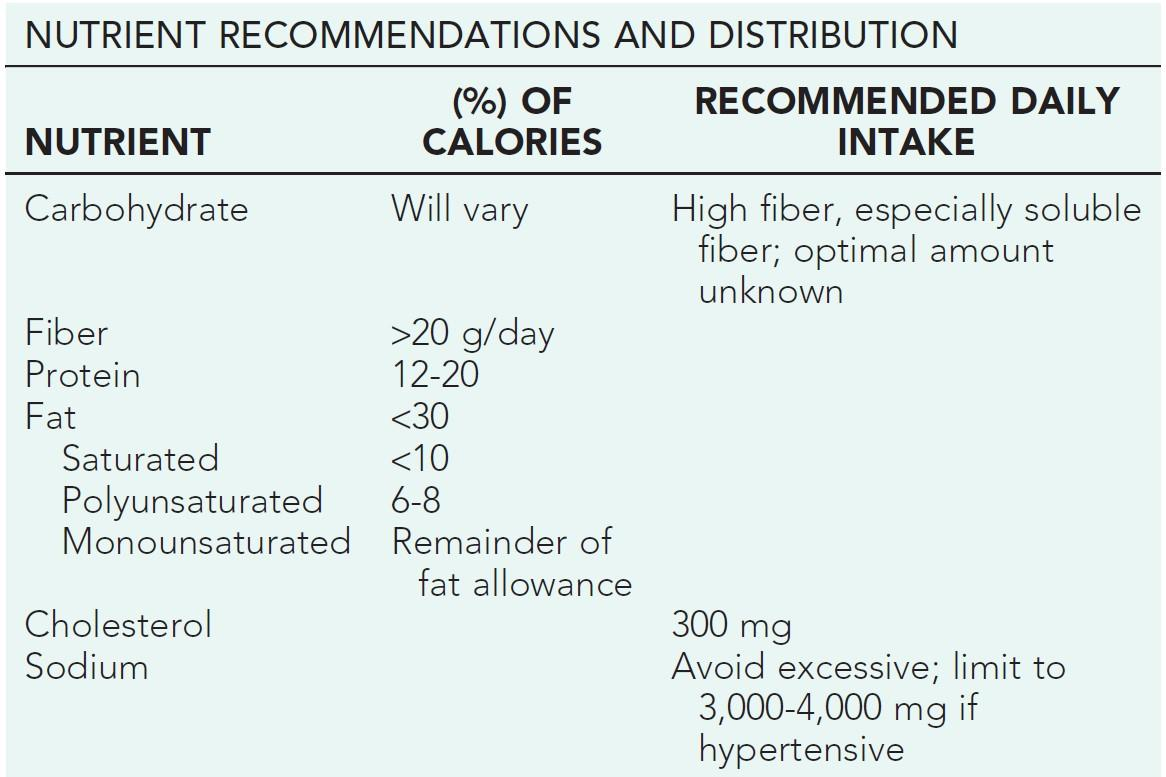 NUTRIENT RECOMMENDATIONS AND DISTRIBUTION
NUTRIENT (%) OF CALORIES RECOMMENDED DAILY INTAKE
Carbohydrate Will vary High fiber, especially soluble
fiber; optimal amount
unknown
Fiber >20 g/day
Protein 12-20
Fat <30
Saturated <10
Polyunsaturated 6-8
Monounsaturated Remainder of
fat allowance
Cholesterol 300 mg
Sodium Avoid excessive; limit to
3,000-4,000 mg if
hypertensive